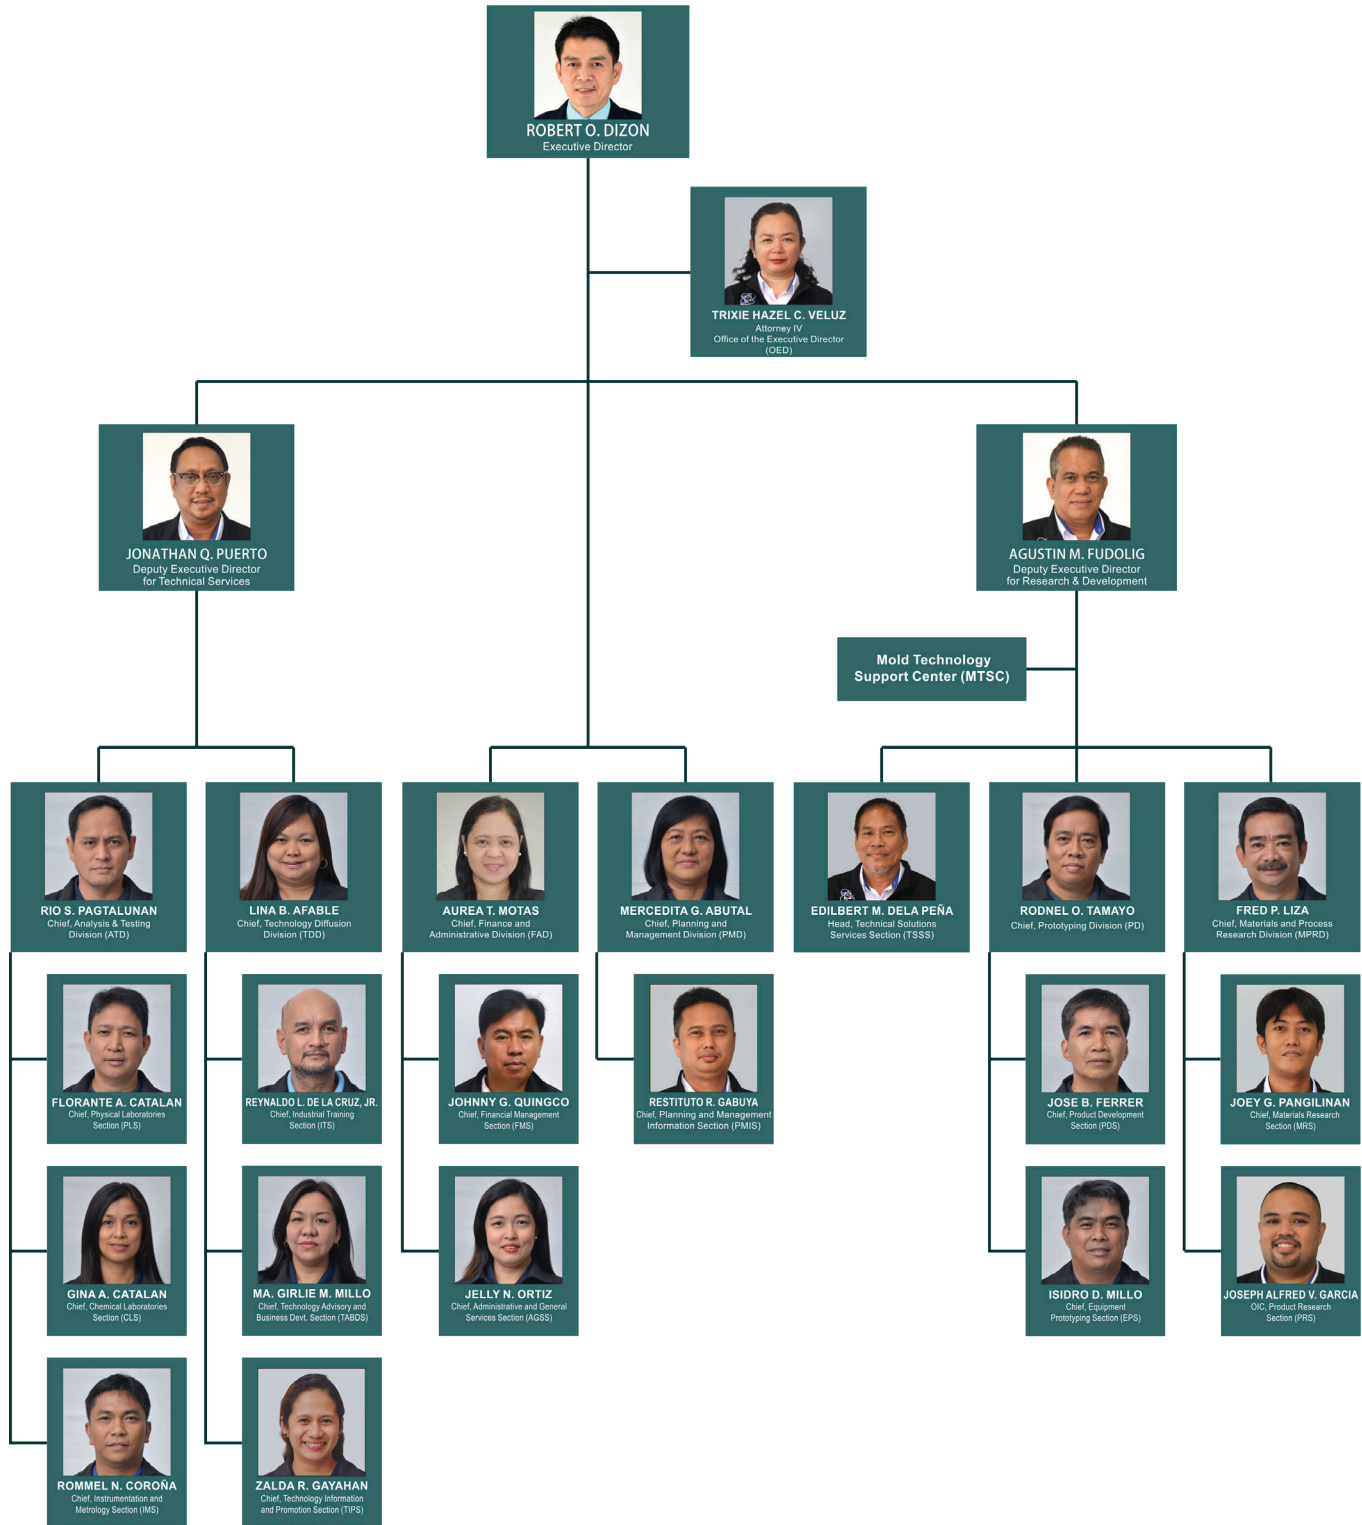 ROBERT O. DIZON
Executive Director
TRIXIE HAZEL C. VELUZ
Attorney IV
Office of the Executive Director
(OED)
JONATHAN Q. PUERTO
Deputy Executive Director
for Technical Services
AGUSTIN M. FUDOLIG
Deputy Executive Director
for Research & Development
Mold Technology
Support Center (MTSC)
RIO S. PAGTALUNAN
Chief, Analysis & Testing
Division (ATD)
LINA B. AFABLE
Chief, Technology Diffusion
Division (TDD)
AUREA T. MOTAS
Chief, Finance and
Administrative Division (FAD)
MERCEDITA G. ABUTAL
Chief, Planning and
Management Division (PMD)
EDILBERT M. DELA PEÑA
Head, Technical Solutions
Services Section (TSSS)
RODNEL O. TAMAYO
Chief, Prototyping Division (PD)
FRED P. LIZA
Chief, Materials and Process
Research Division (MPRD)
FLORANTE A. CATALAN
Chief, Physical Laboratories
Section (PLS)
REYNALDO L. DE LA CRUZ, JR.
Chief, Industrial Training
Section (ITS)
JOHNNY G. QUINGCO
Chief, Financial Management
Section (FMS)
RESTITUTO R. GABUYA
Chief, Planning and Management
Information Section (PMIS)
JOSE B. FERRER
Chief, Product Development
Section (PDS)
JOEY G. PANGILINAN
Chief, Materials Research
Section (MRS)
GINA A. CATALAN
Chief, Chemical Laboratories
Section (CLS)
MA. GIRLIE M. MILLO
Chief, Technology Advisory and
Business Devt. Section (TABDS)
JELLY N. ORTIZ
Chief, Administrative and General
Services Section (AGSS)
ISIDRO D. MILLO
Chief, Equipment
Prototyping Section (EPS)
JOSEPH ALFRED V. GARCIA
OIC, Product Research
Section (PRS)
ROMMEL N. COROÑA
Chief, Instrumentation and
Metrology Section (IMS)
ZALDA R. GAYAHAN
Chief, Technology Information
and Promotion Section (TIPS)